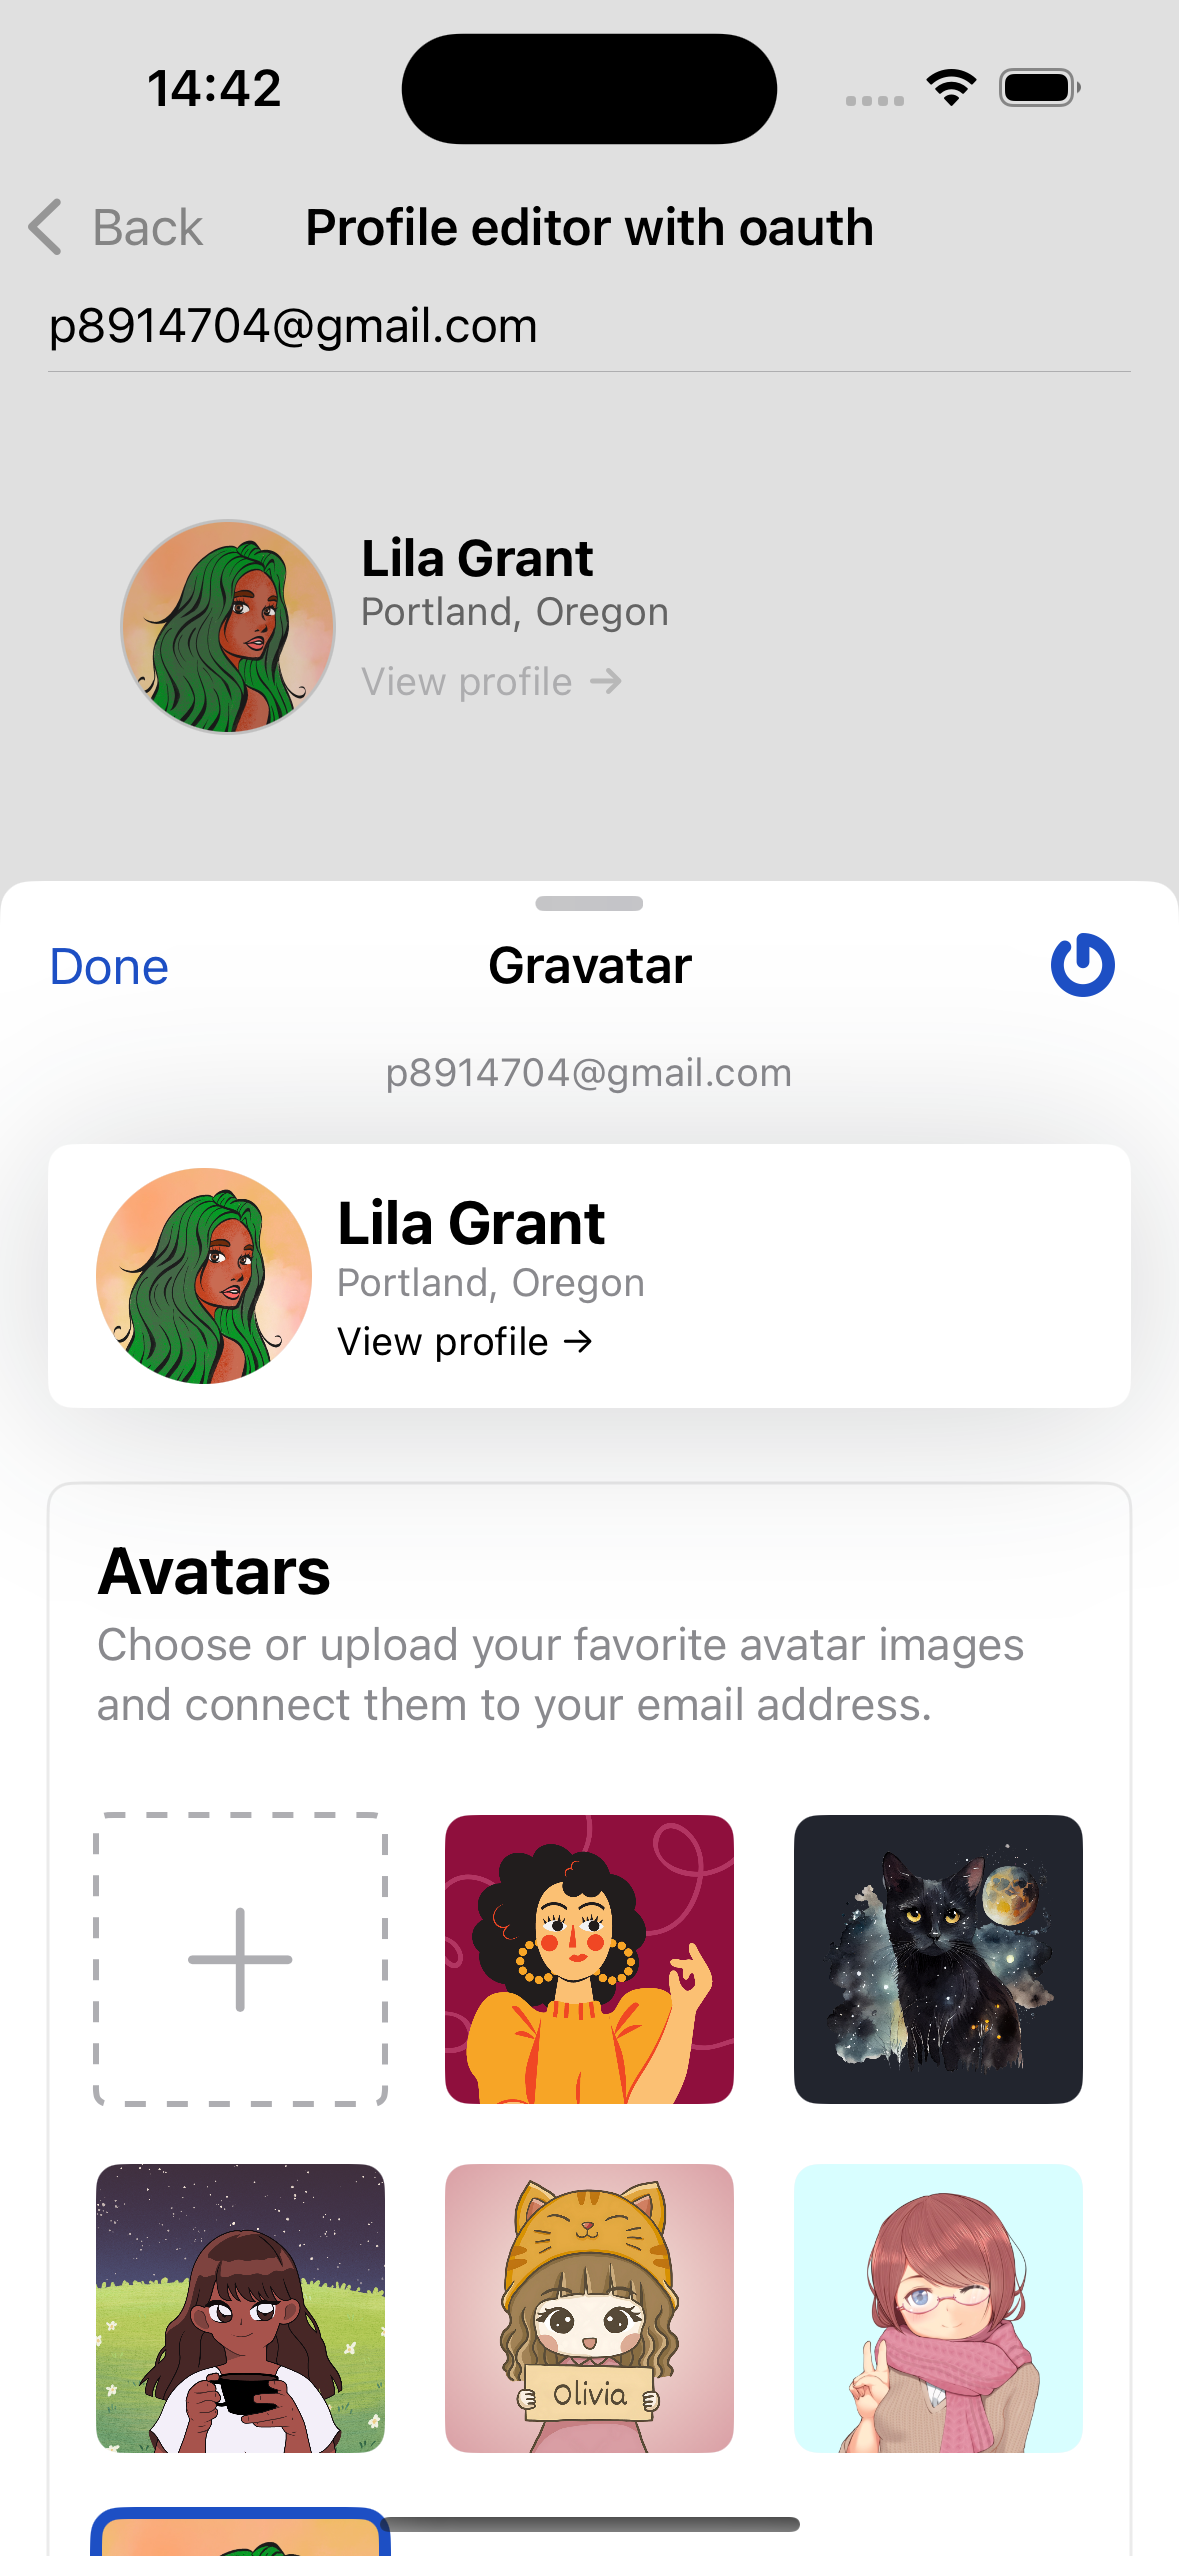 14:42
Back
Profile editor with oauth
p8914704@gmail.com
Lila Grant
Portland, Oregon
View profile →
Done
Gravatar
p8914704@gmail.com
Lila Grant
Portland, Oregon
View profile →
Avatars
Choose or upload your favorite avatar images
and connect them to your email address.
Olivia